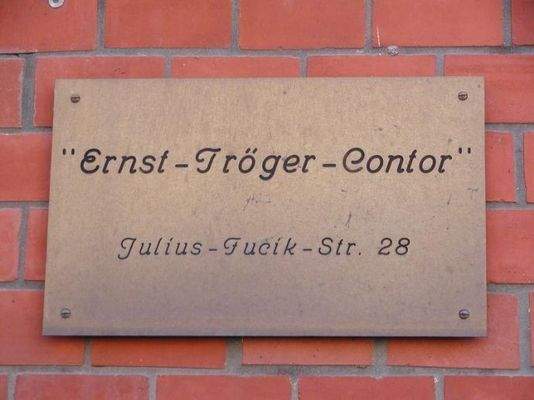 "Ernst-Tröger-Contor"
Julius-Fucik-Str. 28